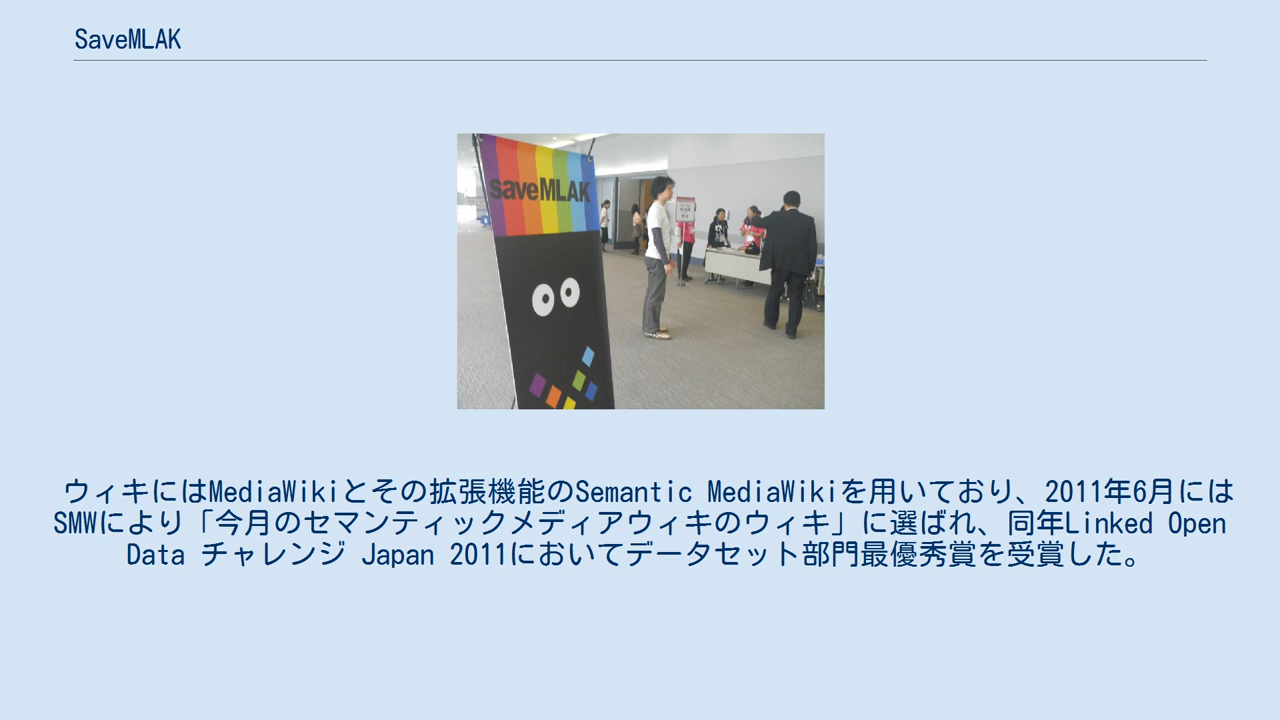 SaveMLAK
saveMLAK
ウィキにはMediaWikiとその拡張機能のSemantic MediaWikiを用いており、2011年6月には
SMWにより「今月のセマンティックメディアウィキのウィキ」に選ばれ、同年Linked Open
Data チャレンジ Japan 2011においてデータセット部門最優秀賞を受賞した。